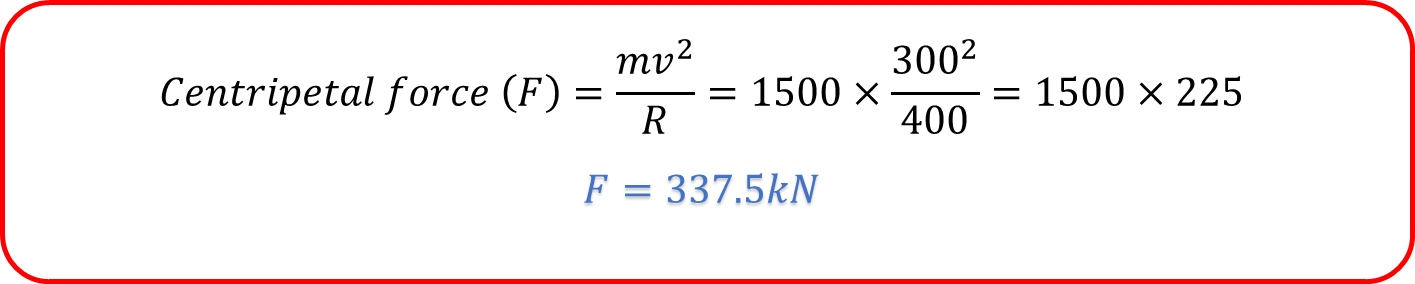 Centripetal force (F) = mv²/R = 1500 × 300²/400 = 1500 × 225
F = 337.5kN